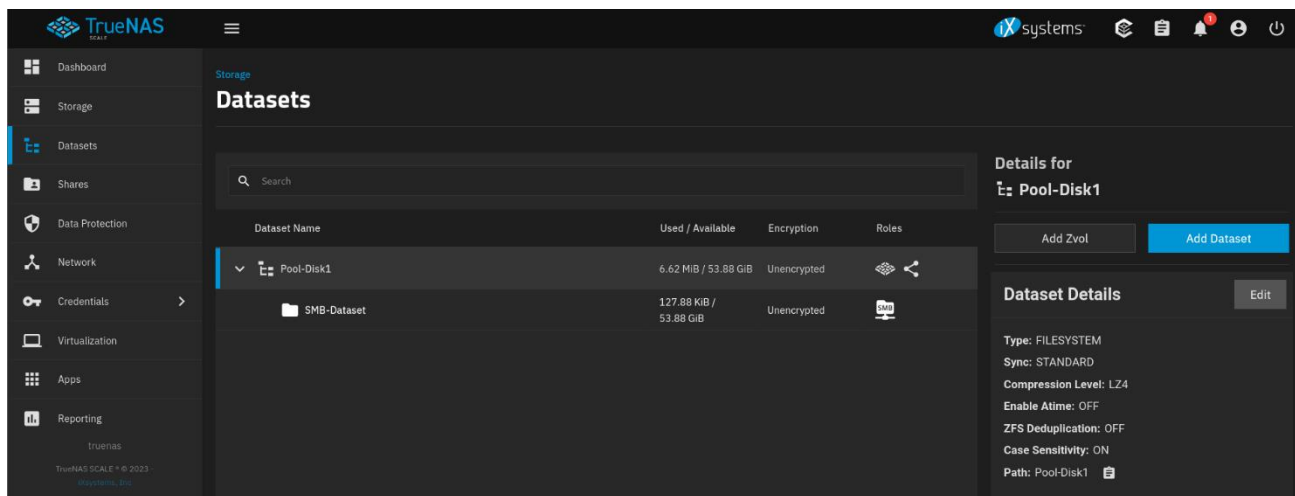 TrueNAS
SCALE
iX systems
1
Dashboard
Storage
Datasets
Shares
Data Protection
Network
Credentials
Virtualization
Apps
Reporting
truenas
TrueNAS SCALE ® © 2023 -
iXsystems, Inc
Storage
Datasets
Search
Dataset Name Used / Available Encryption Roles
Pool-Disk1 6.62 MiB / 53.88 GiB Unencrypted
SMB-Dataset 127.88 KiB / 53.88 GiB Unencrypted SMB
Details for
Pool-Disk1
Add Zvol Add Dataset
Dataset Details Edit
Type: FILESYSTEM
Sync: STANDARD
Compression Level: LZ4
Enable Atime: OFF
ZFS Deduplication: OFF
Case Sensitivity: ON
Path: Pool-Disk1